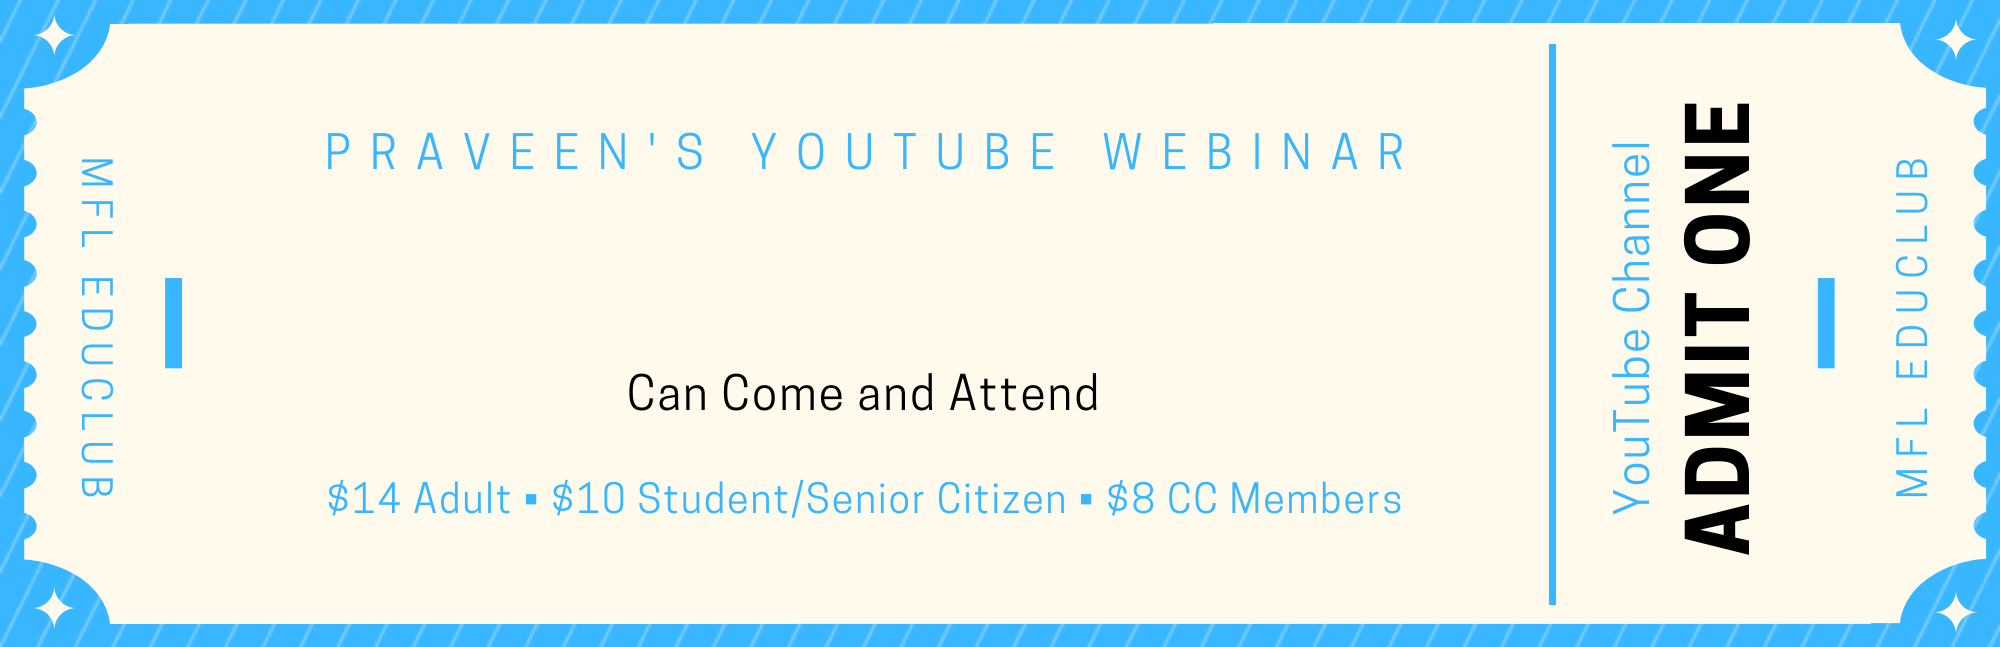 MFL EDUCLUB
PRAVEEN'S YOUTUBE WEBINAR
Can Come and Attend
$14 Adult ▪ $10 Student/Senior Citizen ▪ $8 CC Members
YouTube Channel
ADMIT ONE
MFL EDUCLUB